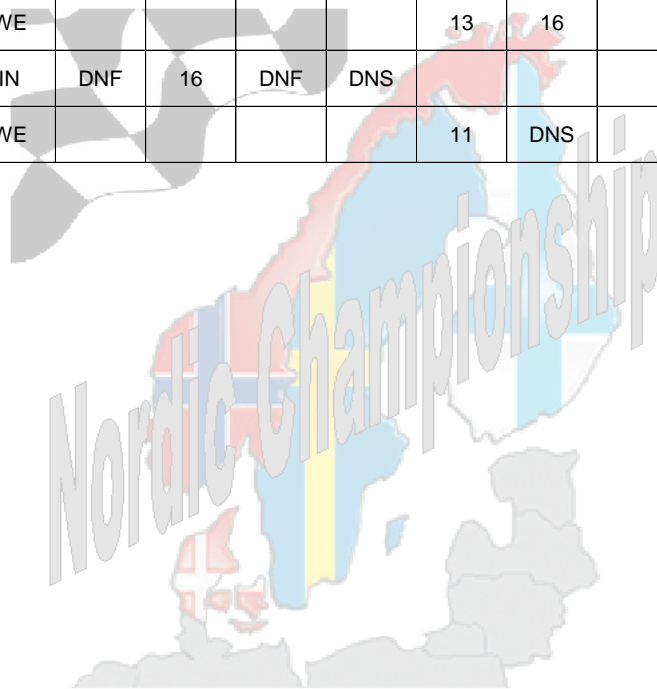 WE 13 16
IN DNF 16 DNF DNS
WE 11 DNS
Nordic Championship